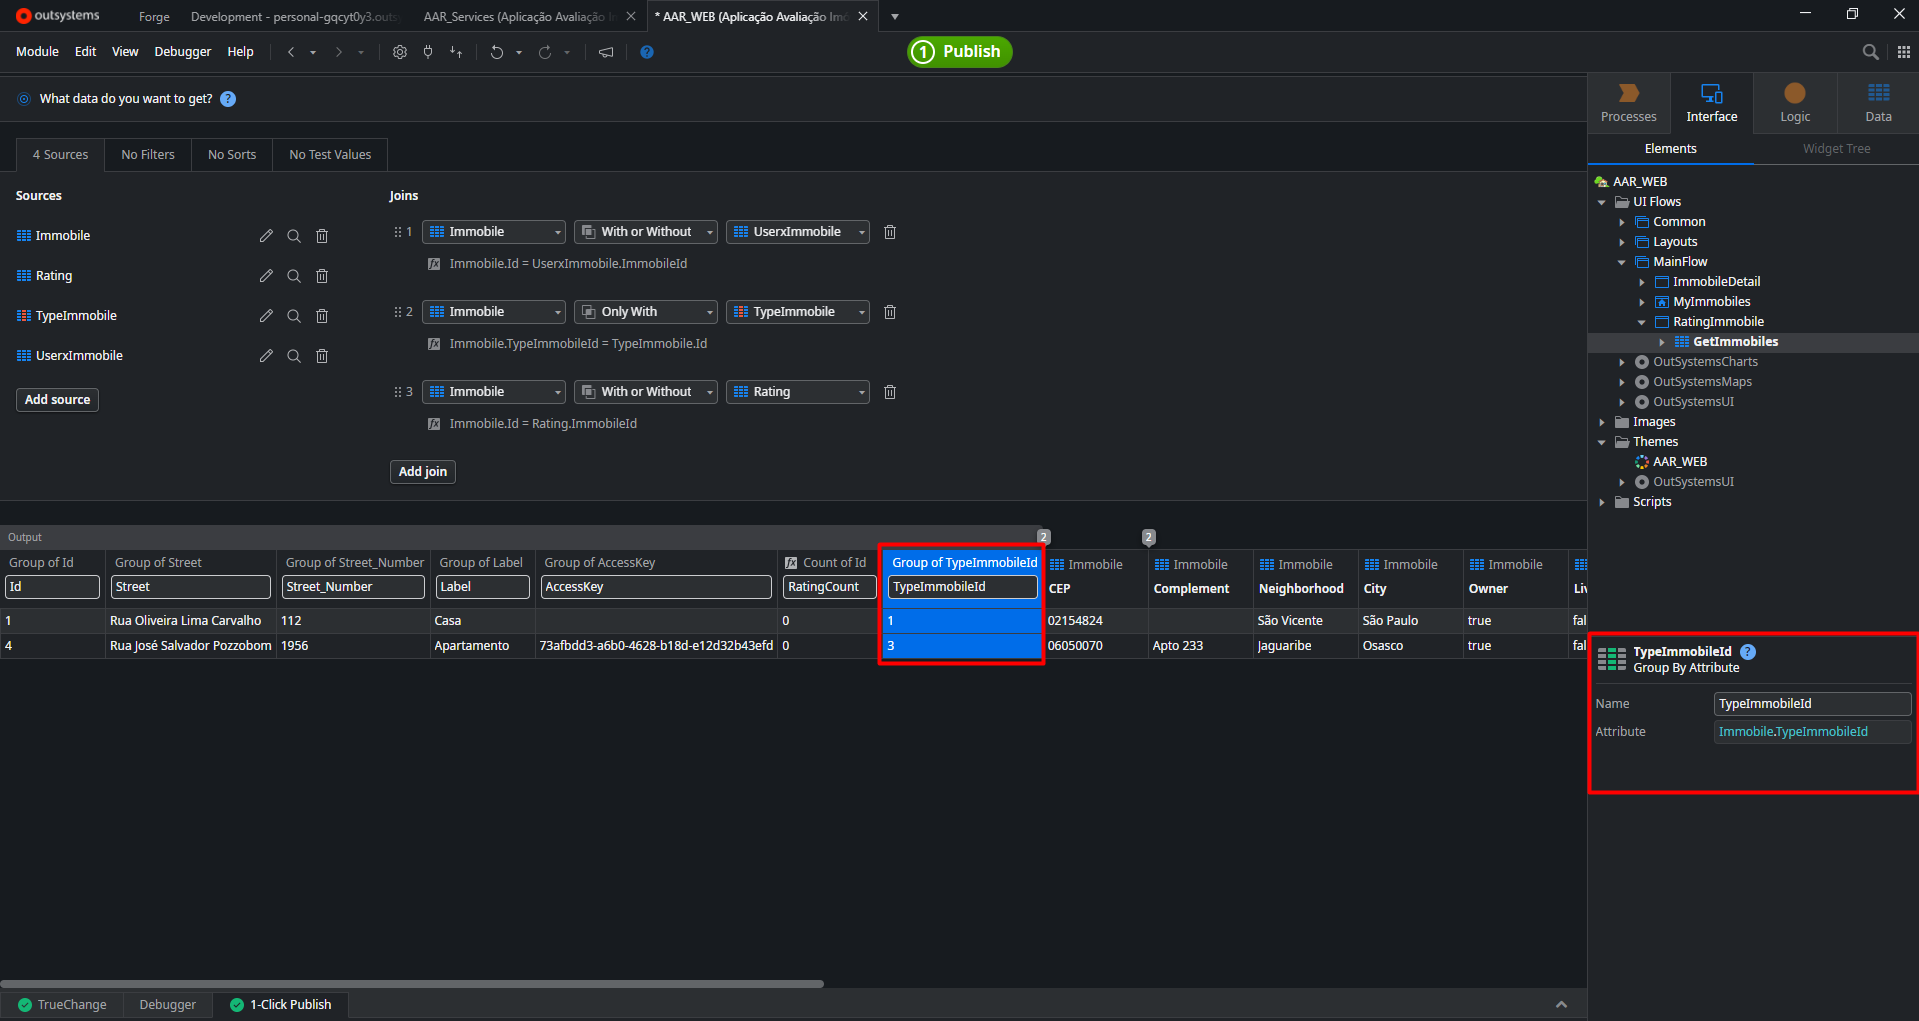 outsystems
Forge
Development - personal-gqcyt0y3.outs
AAR_Services (Aplicação Avaliação I
* AAR_WEB (Aplicação Avaliação Imó
Module Edit View Debugger Help
1 Publish
What data do you want to get? ?
4 Sources No Filters No Sorts No Test Values
Sources
Immobile
Rating
TypeImmobile
UserxImmobile
Add source
Joins
1 Immobile With or Without UserxImmobile
fx Immobile.Id = UserxImmobile.ImmobileId
2 Immobile Only With TypeImmobile
fx Immobile.TypeImmobileId = TypeImmobile.Id
3 Immobile With or Without Rating
fx Immobile.Id = Rating.ImmobileId
Add join
Output 2 2
Group of Id Group of Street Group of Street_Number Group of Label Group of AccessKey fx Count of Id Group of TypeImmobileId Immobile Immobile Immobile Immobile Immobile
Id Street Street_Number Label AccessKey RatingCount TypeImmobileId CEP Complement Neighborhood City Owner Liv
1 Rua Oliveira Lima Carvalho 112 Casa 0 1 02154824 São Vicente São Paulo true fal
4 Rua José Salvador Pozzobom 1956 Apartamento 73afbdd3-a6b0-4628-b18d-e12d32b43efd 0 3 06050070 Apto 233 Jaguaribe Osasco true fal
TrueChange Debugger 1-Click Publish
Processes Interface Logic Data
Elements Widget Tree
AAR_WEB
UI Flows
Common
Layouts
MainFlow
ImmobileDetail
MyImmobiles
RatingImmobile
GetImmobiles
OutSystemsCharts
OutSystemsMaps
OutSystemsUI
Images
Themes
AAR_WEB
OutSystemsUI
Scripts
TypeImmobileId ?
Group By Attribute
Name TypeImmobileId
Attribute Immobile.TypeImmobileId